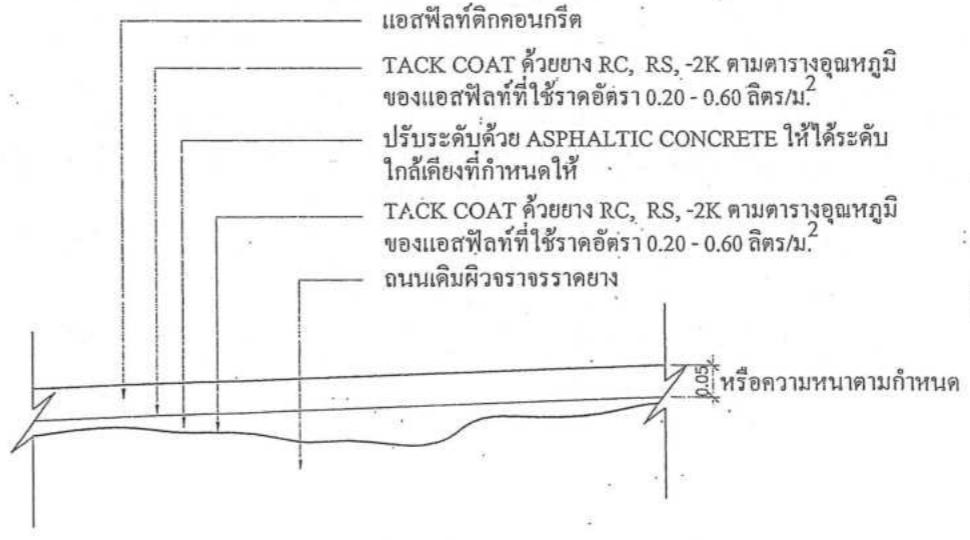 แอสฟัลท์ติกคอนกรีต
TACK COAT ด้วยยาง RC, RS, -2K ตามตารางอุณหภูมิ
ของแอสฟัลท์ที่ใช้ราดอัตรา 0.20 - 0.60 ลิตร/ม.²
ปรับระดับด้วย ASPHALTIC CONCRETE ให้ได้ระดับ
ใกล้เคียงที่กำหนดให้
TACK COAT ด้วยยาง RC, RS, -2K ตามตารางอุณหภูมิ
ของแอสฟัลท์ที่ใช้ราดอัตรา 0.20 - 0.60 ลิตร/ม.²
ถนนเดิมผิวจราจรราดยาง
0.05 หรือความหนาตามกำหนด